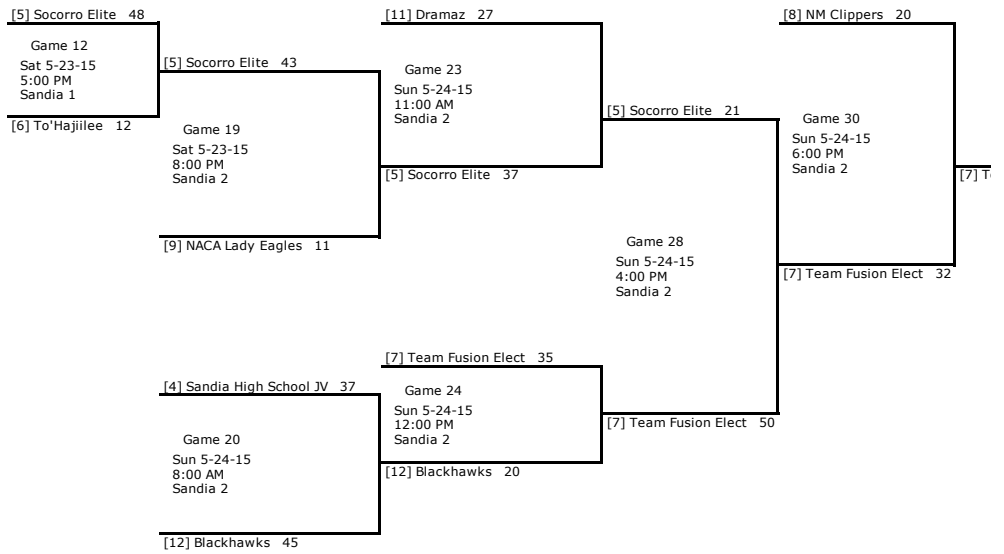 [5] Socorro Elite 48
Game 12
Sat 5-23-15
5:00 PM
Sandia 1
[6] To'Hajiilee 12
[5] Socorro Elite 43
Game 19
Sat 5-23-15
8:00 PM
Sandia 2
[9] NACA Lady Eagles 11
[4] Sandia High School JV 37
Game 20
Sun 5-24-15
8:00 AM
Sandia 2
[12] Blackhawks 45
[11] Dramaz 27
Game 23
Sun 5-24-15
11:00 AM
Sandia 2
[5] Socorro Elite 37
[7] Team Fusion Elect 35
Game 24
Sun 5-24-15
12:00 PM
Sandia 2
[12] Blackhawks 20
[5] Socorro Elite 21
Game 28
Sun 5-24-15
4:00 PM
Sandia 2
[7] Team Fusion Elect 50
[8] NM Clippers 20
Game 30
Sun 5-24-15
6:00 PM
Sandia 2
[7] Team Fusion Elect 32
[7]